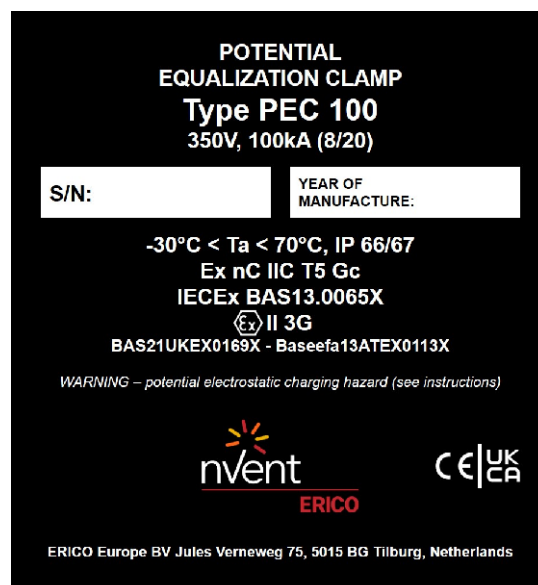 POTENTIAL
EQUALIZATION CLAMP
Type PEC 100
350V, 100kA (8/20)
S/N:
YEAR OF
MANUFACTURE:
-30°C < Ta < 70°C, IP 66/67
Ex nC IIC T5 Gc
IECEx BAS13.0065X
Ex II 3G
BAS21UKEX0169X - Baseefa13ATEX0113X
WARNING – potential electrostatic charging hazard (see instructions)
nvent
ERICO
CE UK
CA
ERICO Europe BV Jules Verneweg 75, 5015 BG Tilburg, Netherlands